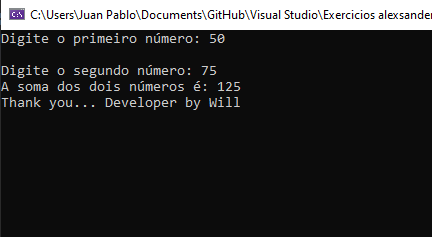 C:\Users\Juan Pablo\Documents\GitHub\Visual Studio\Exercicios alexsander
Digite o primeiro número: 50
Digite o segundo número: 75
A soma dos dois números é: 125
Thank you... Developer by Will